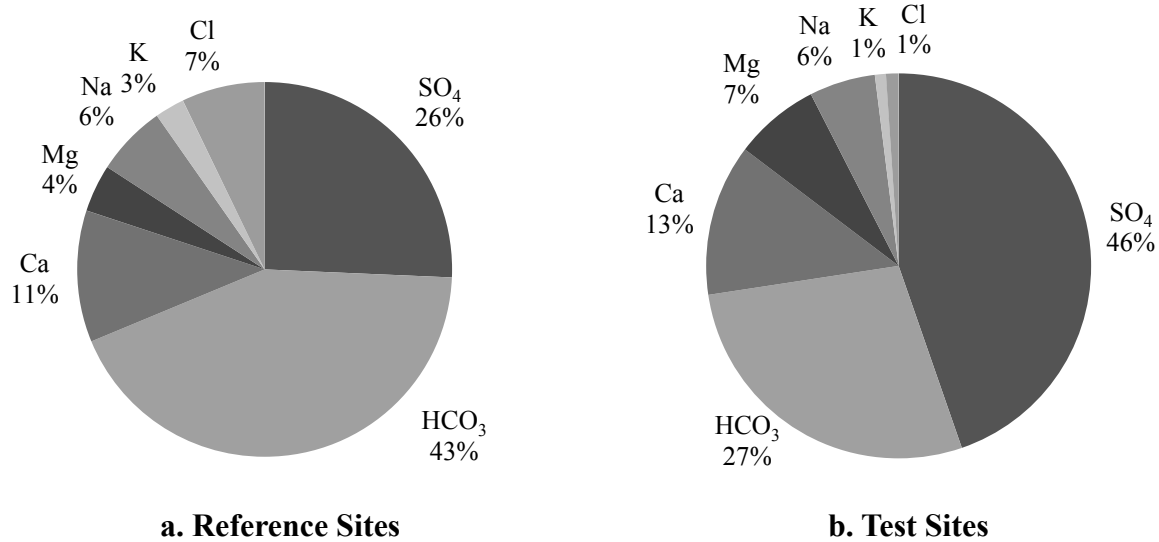 Cl
7%
K
3%
Na
6%
Mg
4%
Ca
11%
SO₄
26%
HCO₃
43%
a. Reference Sites
Cl
1%
K
1%
Na
6%
Mg
7%
Ca
13%
SO₄
46%
HCO₃
27%
b. Test Sites